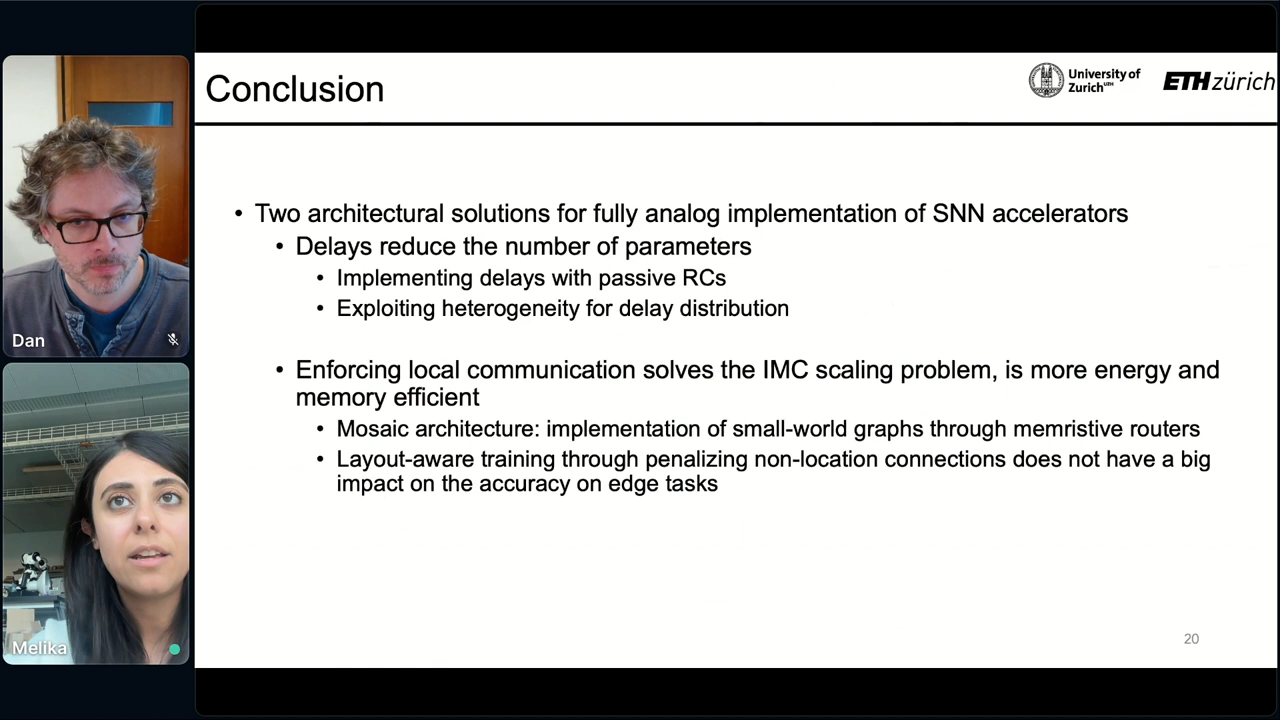 Conclusion
University of
Zurich UZH
ETH zürich
• Two architectural solutions for fully analog implementation of SNN accelerators
• Delays reduce the number of parameters
• Implementing delays with passive RCs
• Exploiting heterogeneity for delay distribution
• Enforcing local communication solves the IMC scaling problem, is more energy and
memory efficient
• Mosaic architecture: implementation of small-world graphs through memristive routers
• Layout-aware training through penalizing non-location connections does not have a big
impact on the accuracy on edge tasks
20
Dan
Melika